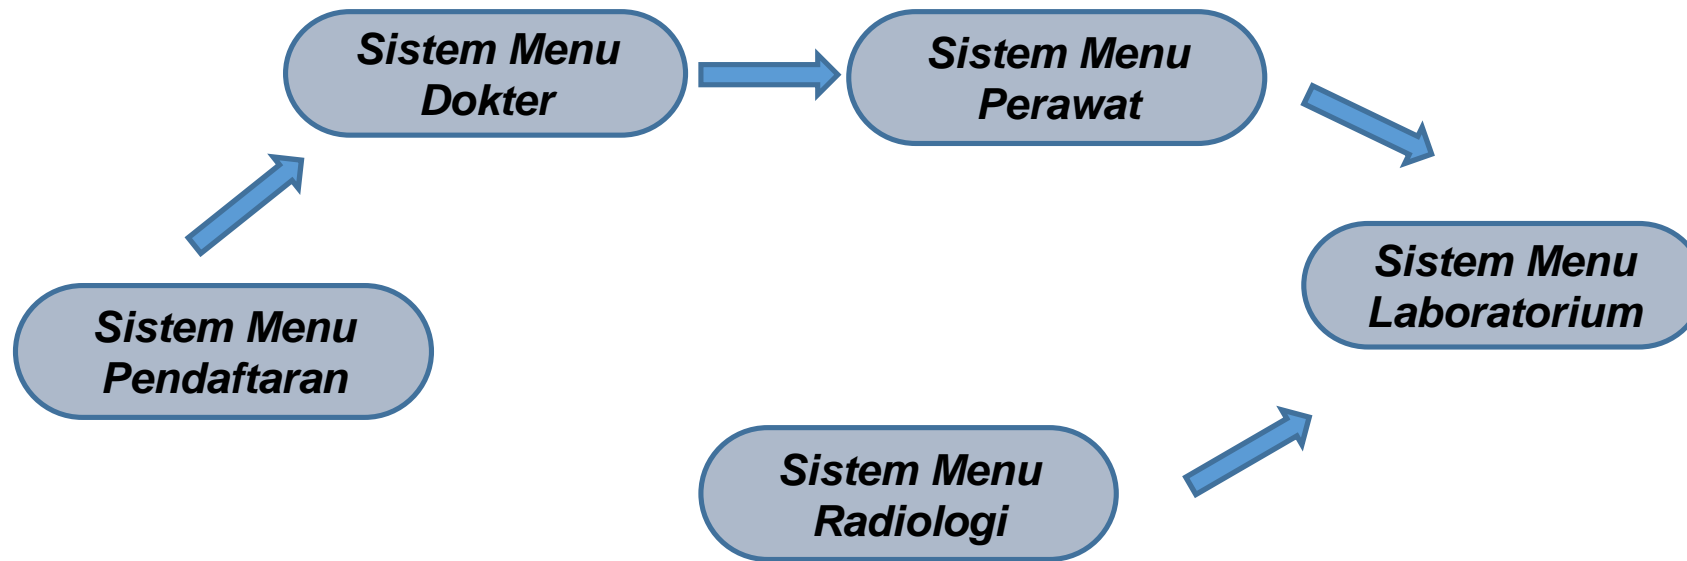 Sistem Menu
Dokter
Sistem Menu
Perawat
Sistem Menu
Pendaftaran
Sistem Menu
Laboratorium
Sistem Menu
Radiologi